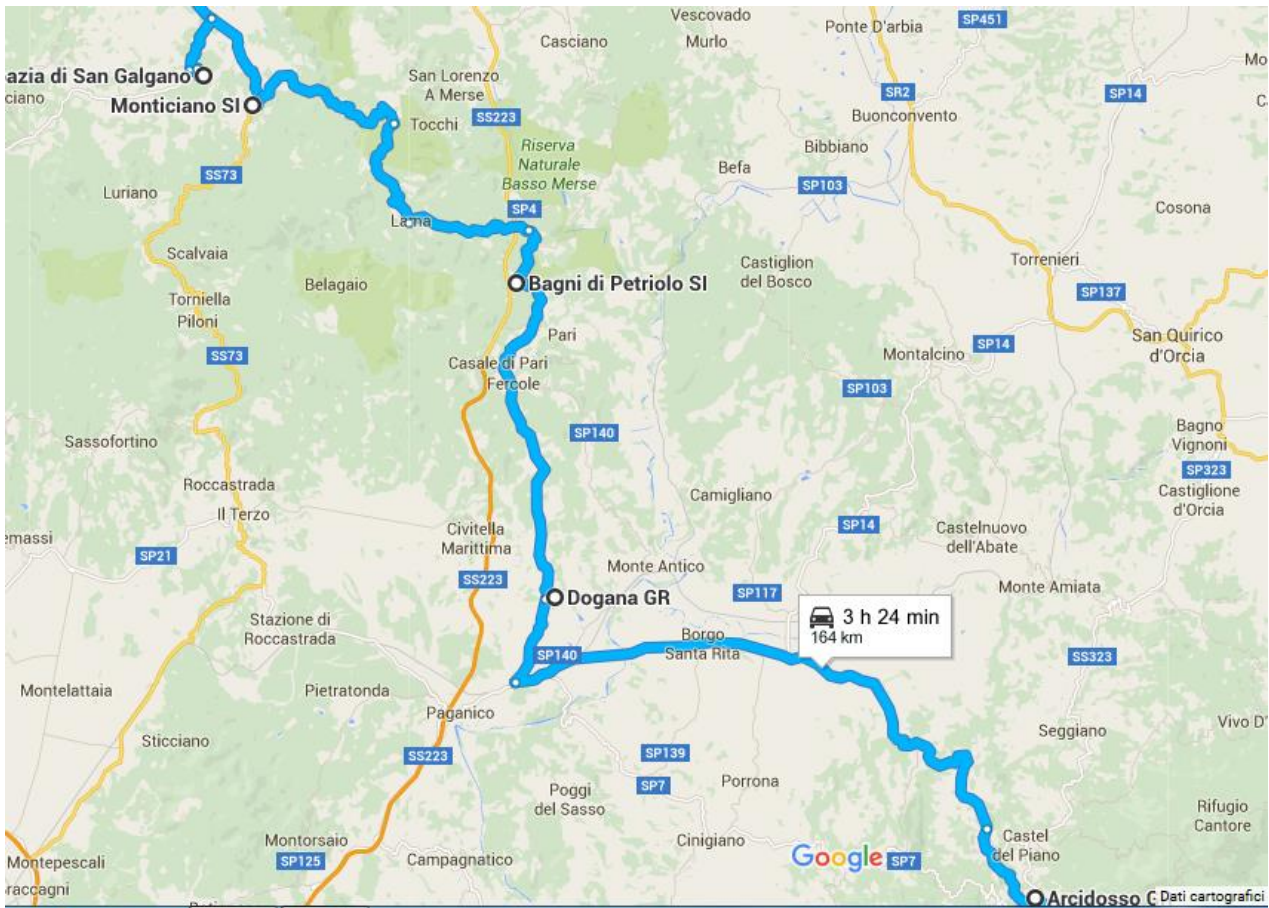 Vescovado
Murlo
Ponte D'arbia
SP451
Casciano
Mo
azia di San Galgano
San Lorenzo
A Merse
SP14
ciano
Monticiano SI
SS223
SR2
Buonconvento
C
Tocchi
Riserva
Naturale
Basso Merse
Bibbiano
Befa
SS73
SP103
Luriano
SP4
Cosona
Lama
Scalvaia
Castiglion
del Bosco
Torrenieri
Belagaio
Bagni di Petriolo SI
SP137
Torniella
Piloni
Pari
San Quirico
d'Orcia
SS73
Casale di Pari
Fercole
Montalcino
SP14
SP103
Sassofortino
SP140
Bagno
Vignoni
SP323
Roccastrada
Castiglione
d'Orcia
Il Terzo
Camigliano
SP14
emassi
SP21
Civitella
Marittima
Castelnuovo
dell'Abate
Monte Antico
SS223
SP117
Monte Amiata
Dogana GR
3 h 24 min
164 km
Stazione di
Roccastrada
Borgo
Santa Rita
SP140
SS323
Montelattaia
Pietratonda
Paganico
Vivo D'
Seggiano
Sticciano
SS223
SP139
SP7
Porrona
Poggi
del Sasso
Rifugio
Cantore
Montorsaio
Cinigiano
Castel
del Piano
Montepescali
SP125
Campagnatico
Google
SP7
raccagni
Arcidosso
Dati cartografici